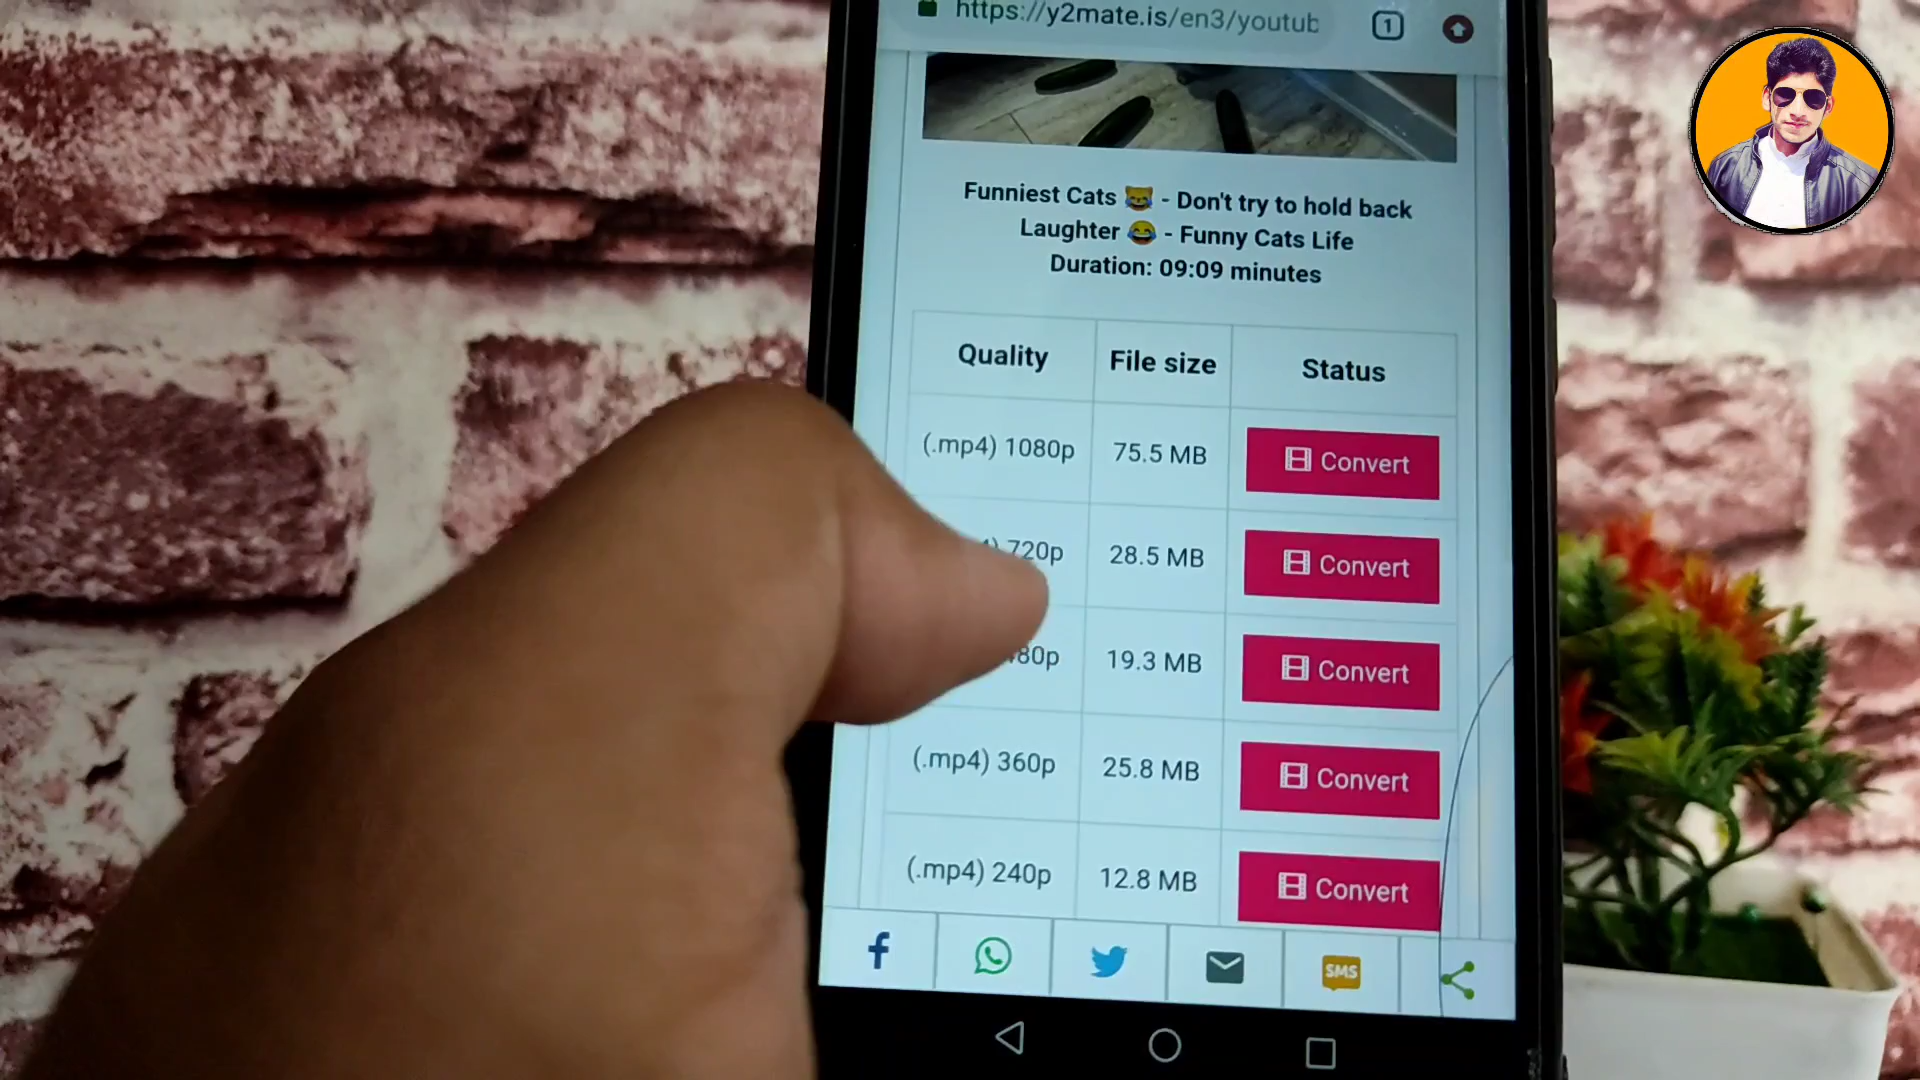 https://y2mate.is/en3/youtub
1
Funniest Cats 😹 - Don't try to hold back
Laughter 😂 - Funny Cats Life
Duration: 09:09 minutes
Quality File size Status
(.mp4) 1080p 75.5 MB Convert
720p 28.5 MB Convert
80p 19.3 MB Convert
(.mp4) 360p 25.8 MB Convert
(.mp4) 240p 12.8 MB Convert
SMS